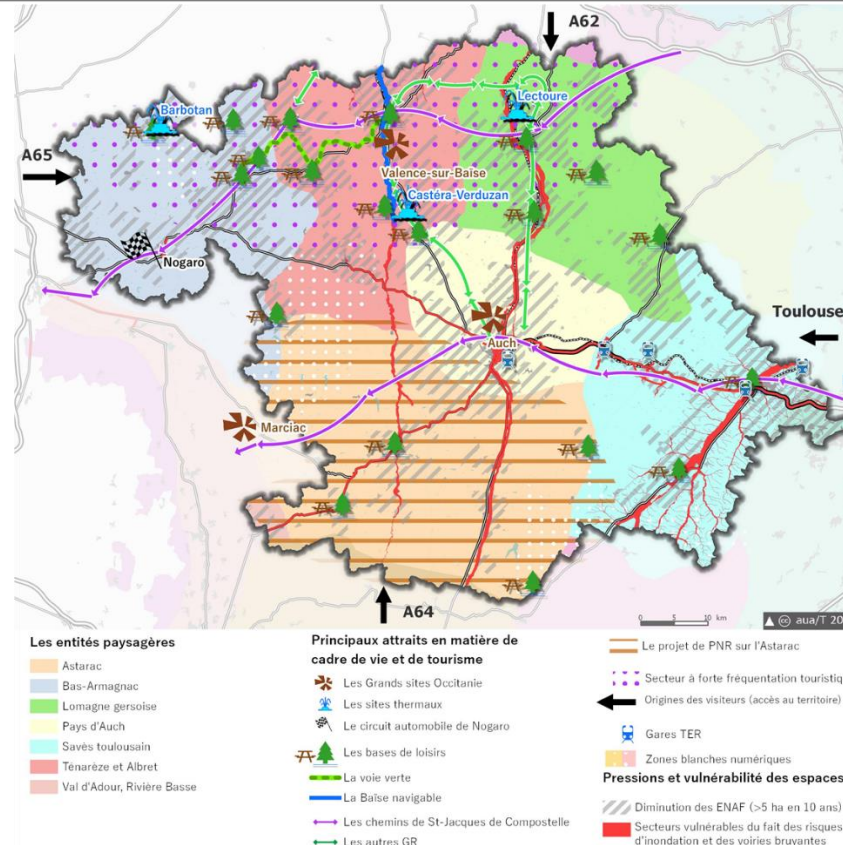 A62
Barbotan
Lectoure
A65
Valence-sur-Baïse
Castéra-Verduzan
Nogaro
Toulouse
Auch
Marciac
A64
0 5 10 km
aua/T 20
Les entités paysagères
Astarac
Bas-Armagnac
Lomagne gersoise
Pays d'Auch
Savès toulousain
Ténarèze et Albret
Val d'Adour, Rivière Basse
Principaux attraits en matière de
cadre de vie et de tourisme
Les Grands sites Occitanie
Les sites thermaux
Le circuit automobile de Nogaro
Les bases de loisirs
La voie verte
La Baïse navigable
Les chemins de St-Jacques de Compostelle
Les autres GR
Le projet de PNR sur l'Astarac
Secteur à forte fréquentation touristiq
Origines des visiteurs (accès au territoire)
Gares TER
Zones blanches numériques
Pressions et vulnérabilité des espaces
Diminution des ENAF (>5 ha en 10 ans)
Secteurs vulnérables du fait des risques
d'inondation et des voiries bruyantes